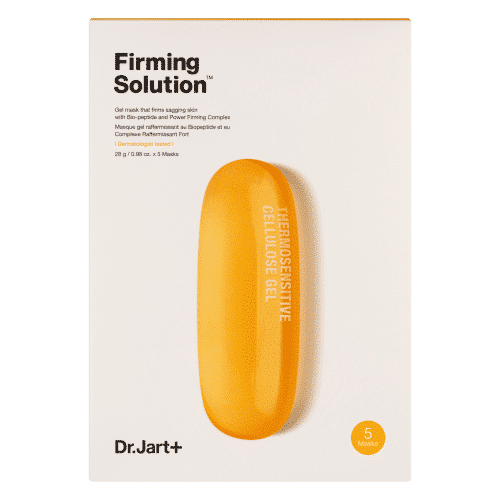 Firming
Solution™
Gel mask that firms sagging skin
with Bio-peptide and Power Firming Complex
Masque gel raffermissant au Biopeptide et au
Complexe Raffermissant Fort
| Dermatologist tested |
28 g / 0.98 oz. x 5 Masks
THERMOSENSITIVE
CELLULOSE GEL
Dr.Jart+
5
Masks